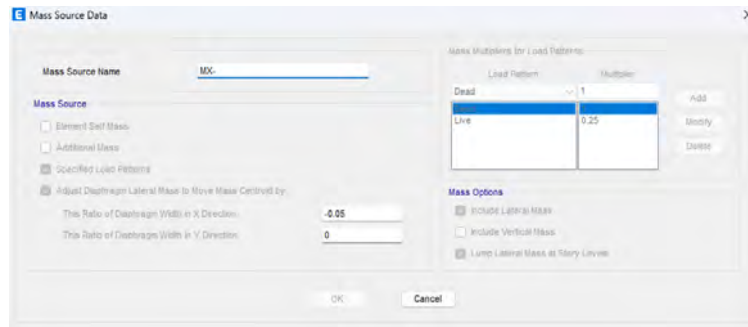 E Mass Source Data
Mass Source Name MX-
Mass Source
Element Self Mass
Additional Mass
Specified Load Patterns
Adjust Diaphragm Lateral Mass to Move Mass Centroid by:
This Ratio of Diaphragm Width in X Direction -0.05
This Ratio of Diaphragm Width in Y Direction 0
Mass Multipliers for Load Patterns
Load Pattern Multiplier
Dead 1
Live 0.25
Add
Modify
Delete
Mass Options
Include Lateral Mass
Include Vertical Mass
Lump Lateral Mass at Story Levels
OK Cancel